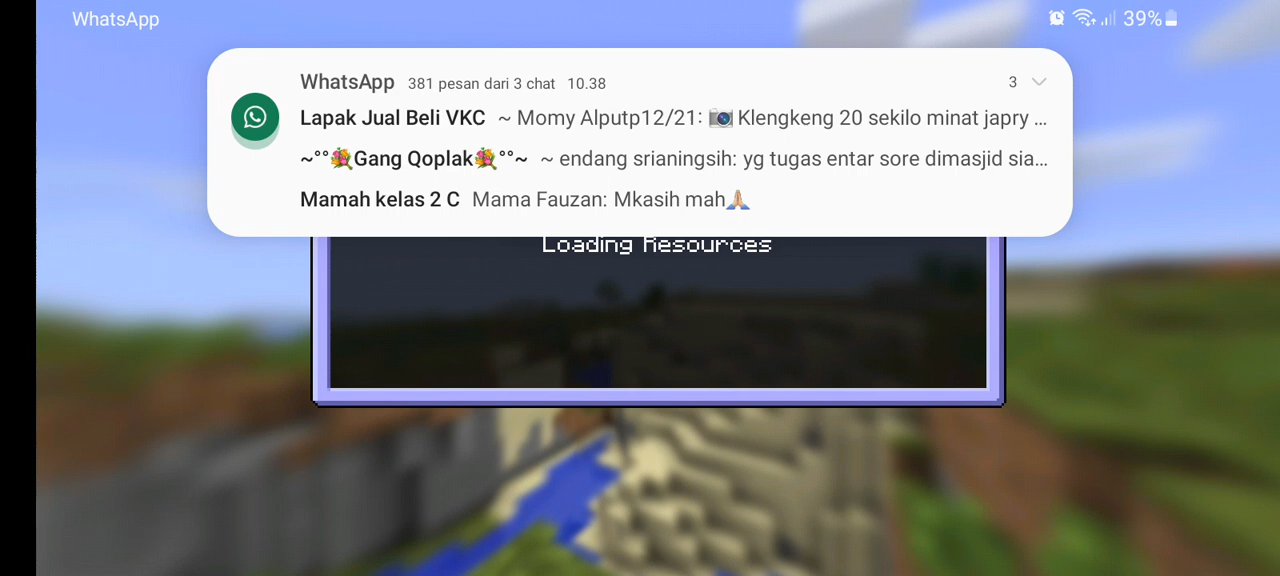 WhatsApp
39%
WhatsApp 381 pesan dari 3 chat 10.38 3
Lapak Jual Beli VKC ~ Momy Alputp12/21: 📷 Klengkeng 20 sekilo minat japry ...
~°°💐Gang Qoplak💐°°~ ~ endang srianingsih: yg tugas entar sore dimasjid sia...
Mamah kelas 2 C Mama Fauzan: Mkasih mah🙏🏼
Loading Resources